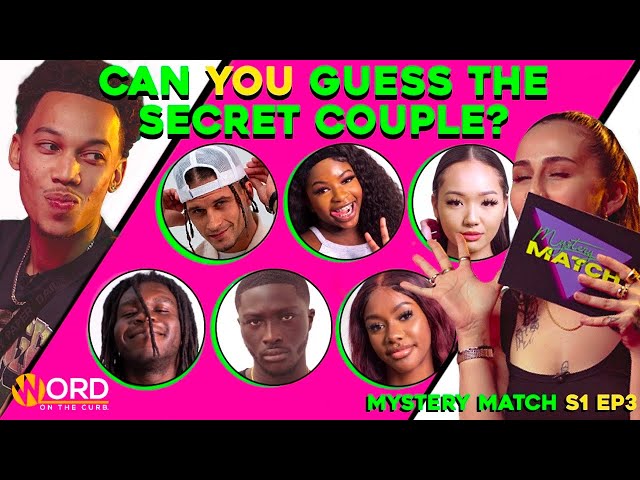 CAN YOU GUESS THE
SECRET COUPLE?
Mystery
MATCH
WORD
ON THE CURB.
MYSTERY MATCH S1 EP3